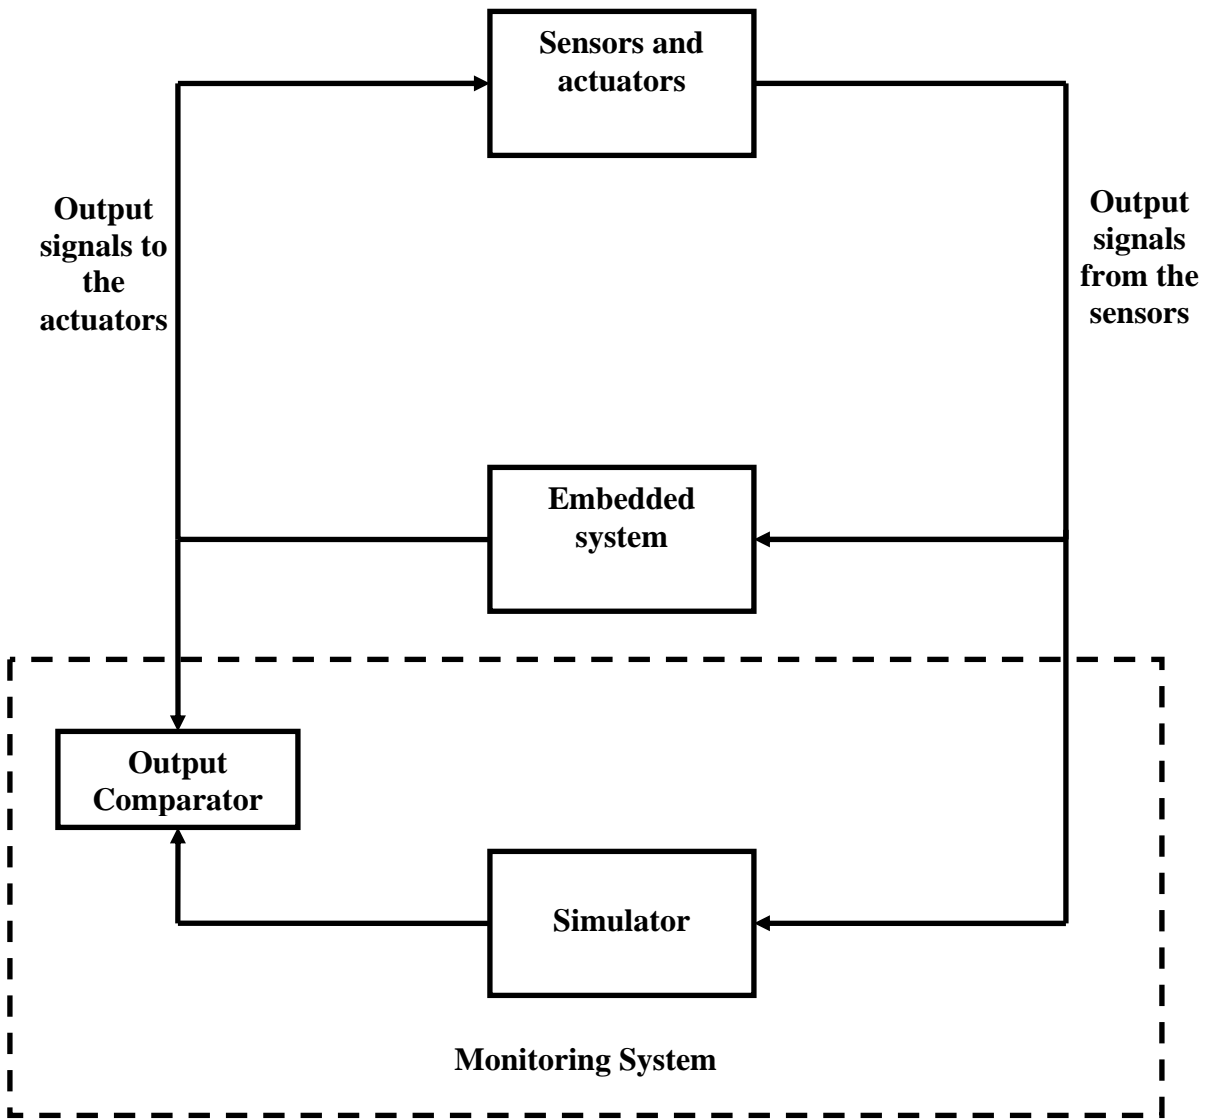 Sensors and
actuators
Output
signals to
the
actuators
Output
signals
from the
sensors
Embedded
system
Output
Comparator
Simulator
Monitoring System